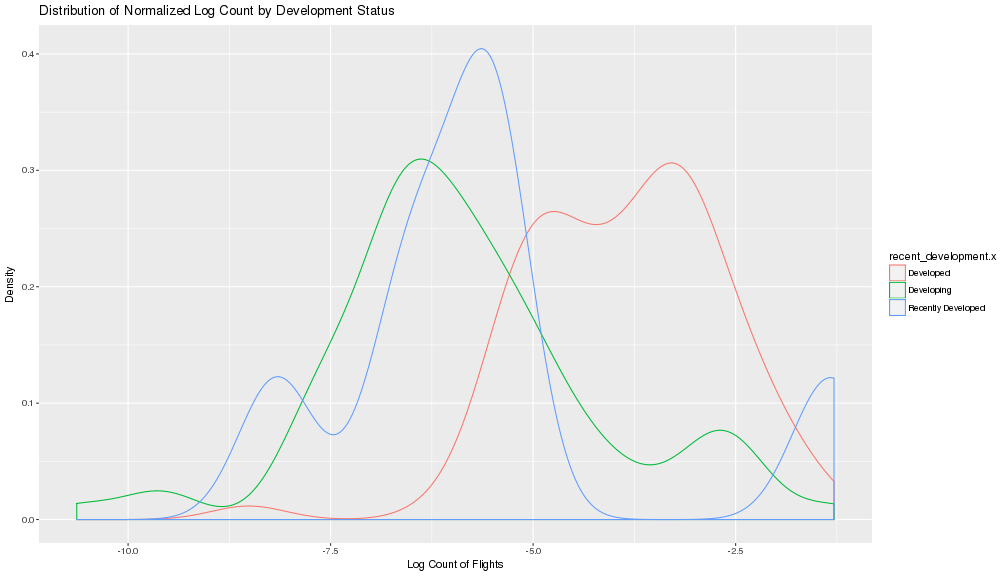 Distribution of Normalized Log Count by Development Status
0.4
0.3
0.2
0.1
0.0
Density
-10.0
-7.5
-5.0
-2.5
Log Count of Flights
recent_development.x
Developed
Developing
Recently Developed